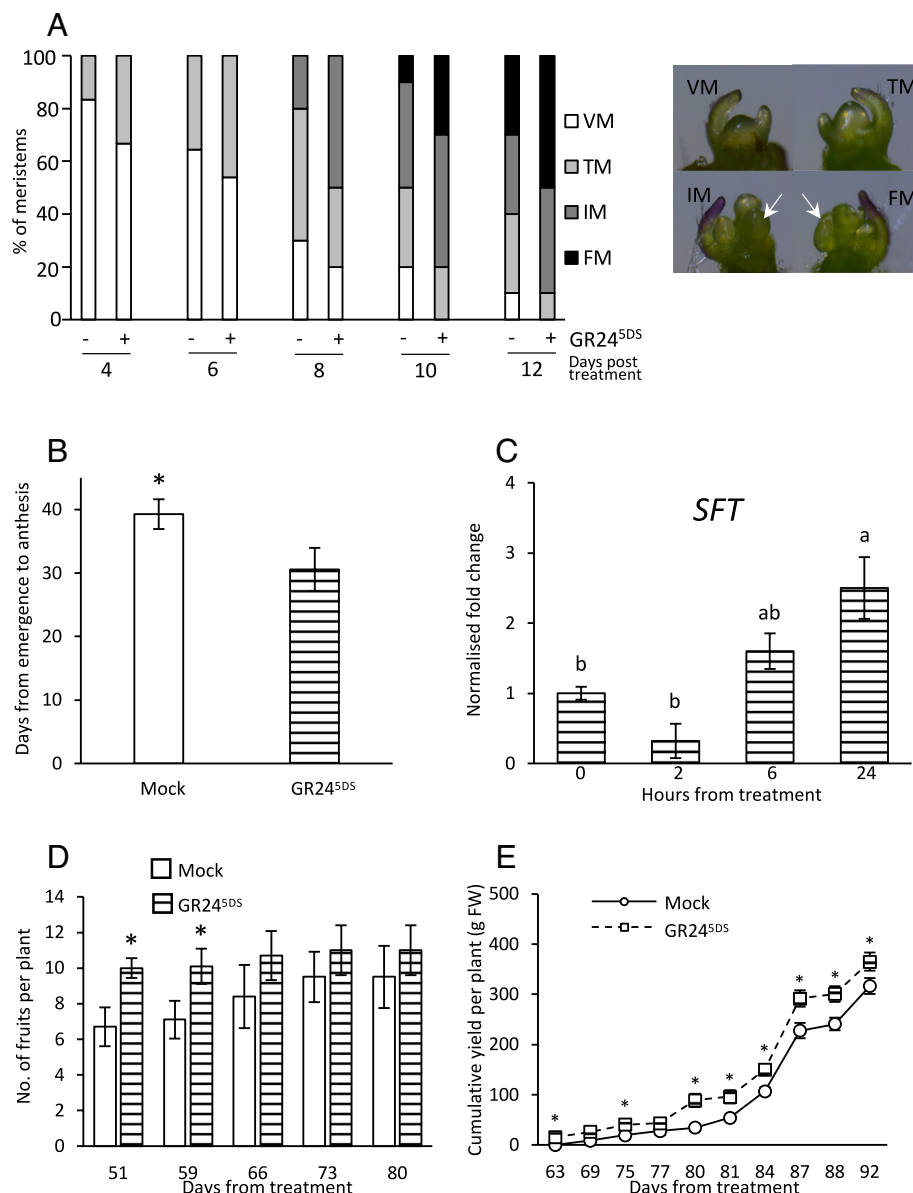 A
100
80
60
40
20
0
% of meristems
- + - + - + - + - + GR24⁵ᴰˢ
4 6 8 10 12 Days post treatment
VM
TM
IM
FM
VM TM
IM FM
B
Days from emergence to anthesis
40
30
20
10
0
*
Mock GR24⁵ᴰˢ
C
Normalised fold change
4
3
2
1
0
SFT
b b ab a
0 2 6 24
Hours from treatment
D
Mock
GR24⁵ᴰˢ
No. of fruits per plant
14
12
10
8
6
4
2
0
* *
51 59 66 73 80
Days from treatment
E
Cumulative yield per plant (g FW)
500
400
300
200
100
0
Mock
GR24⁵ᴰˢ
* * * * * * * *
63 69 75 77 80 81 84 87 88 92
Days from treatment